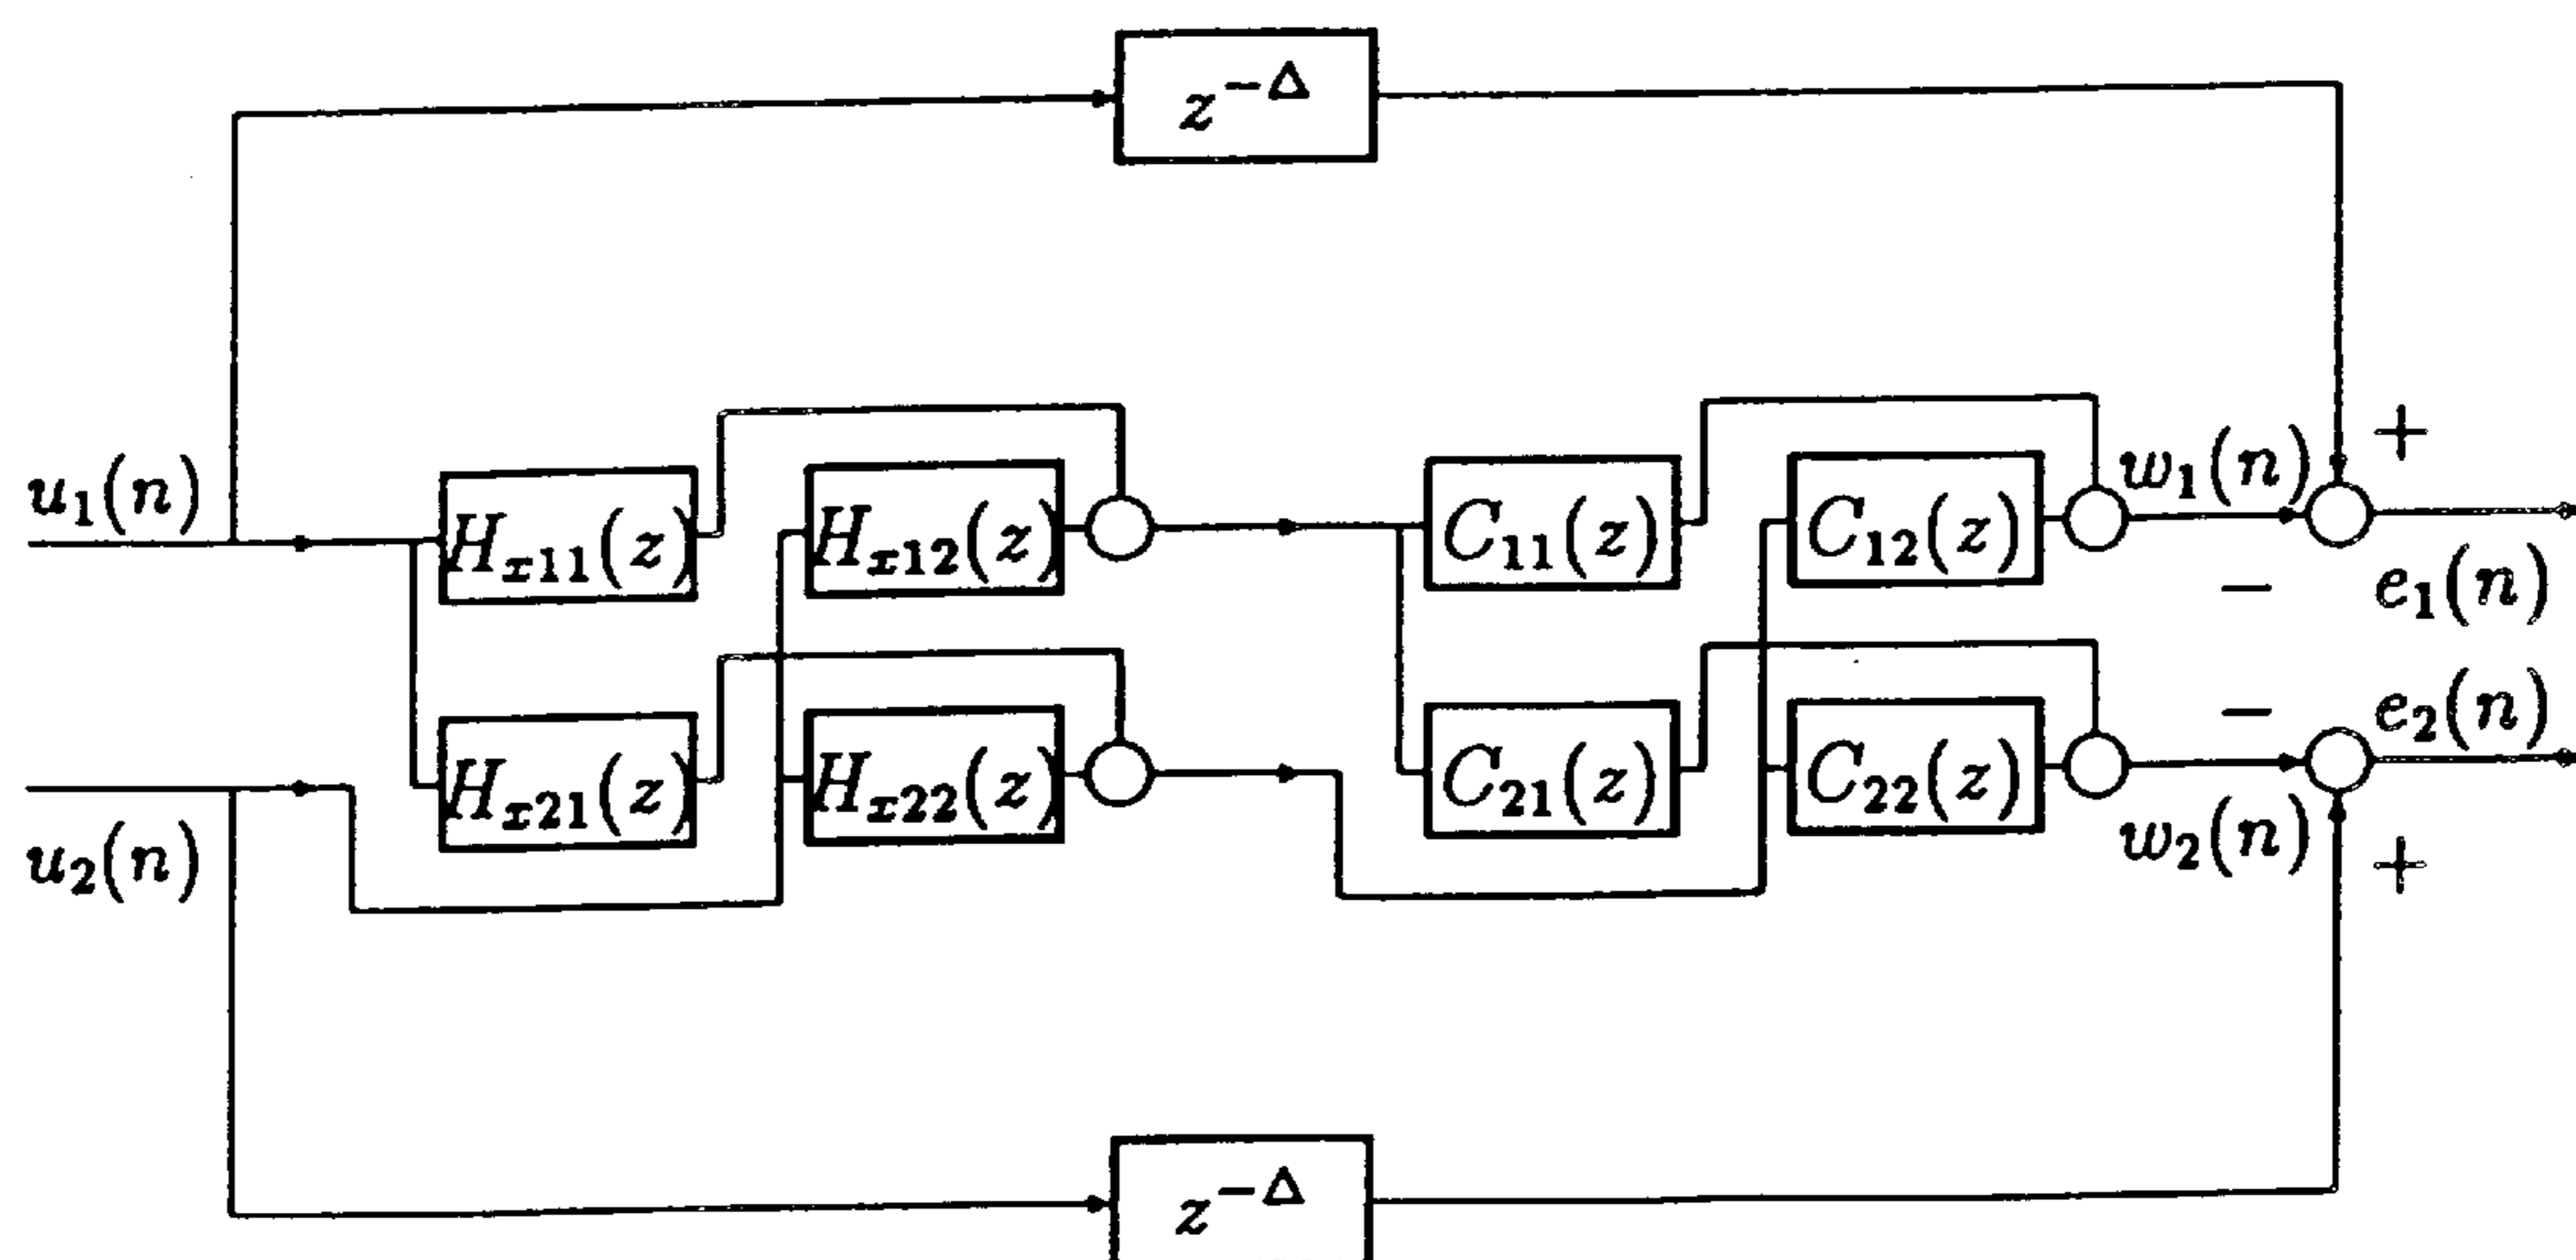 z^{-Δ}
+
u_1(n)
H_{x11}(z)
H_{x12}(z)
C_{11}(z)
C_{12}(z)
w_1(n)
−
e_1(n)
−
e_2(n)
u_2(n)
H_{x21}(z)
H_{x22}(z)
C_{21}(z)
C_{22}(z)
w_2(n)
+
z^{-Δ}